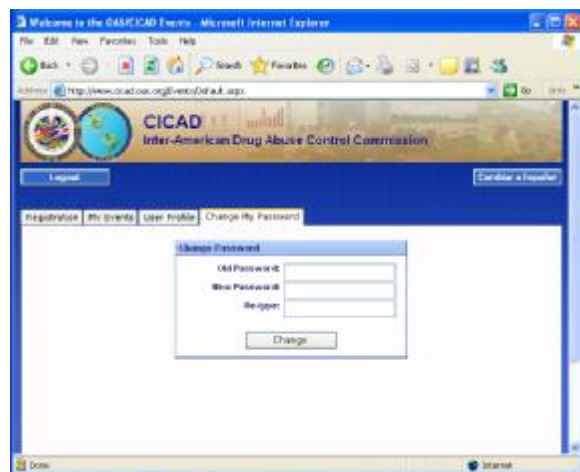 Welcome to the OAS/CICAD Events - Microsoft Internet Explorer
File Edit View Favorites Tools Help
Back Search Favorites
Address Go
CICAD
Inter-American Drug Abuse Control Commission
Logout Cambiar a Español
Registration My Events User Profile Change My Password
Change Password
Old Password:
New Password:
Re-type:
Change
Done Internet